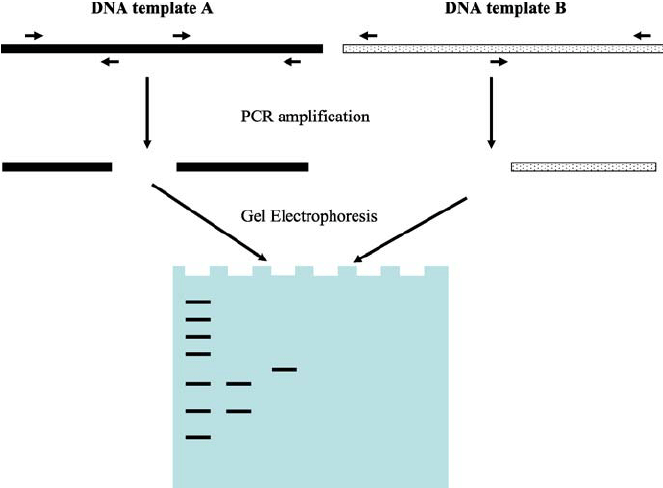 DNA template A
DNA template B
PCR amplification
Gel Electrophoresis